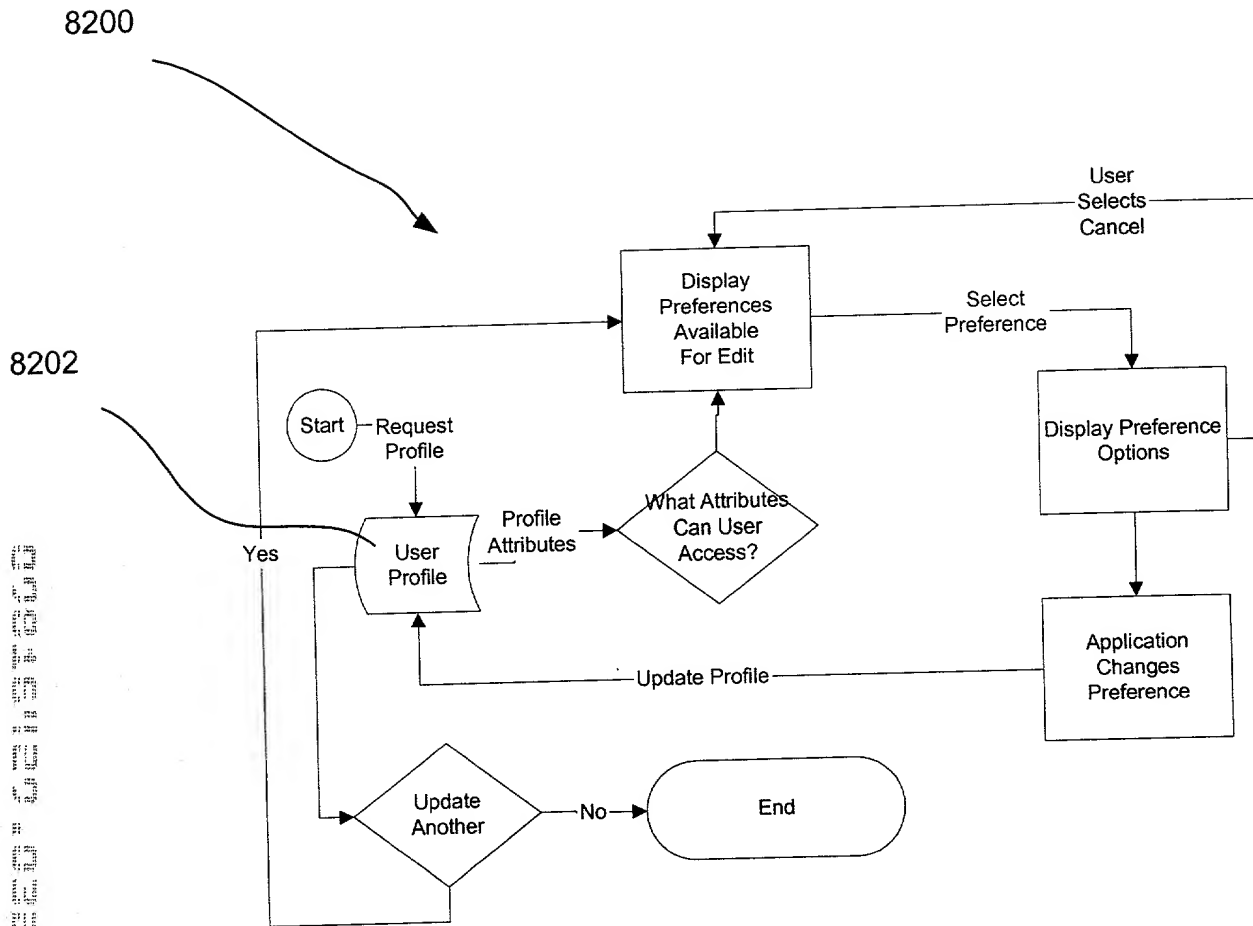 8200
User
Selects
Cancel
Display
Preferences
Available
For Edit
Select
Preference
8202
Start
Request
Profile
Display Preference
Options
What Attributes
Can User
Access?
Profile
Attributes
User
Profile
Yes
Application
Changes
Preference
Update Profile
Update
Another
No
End